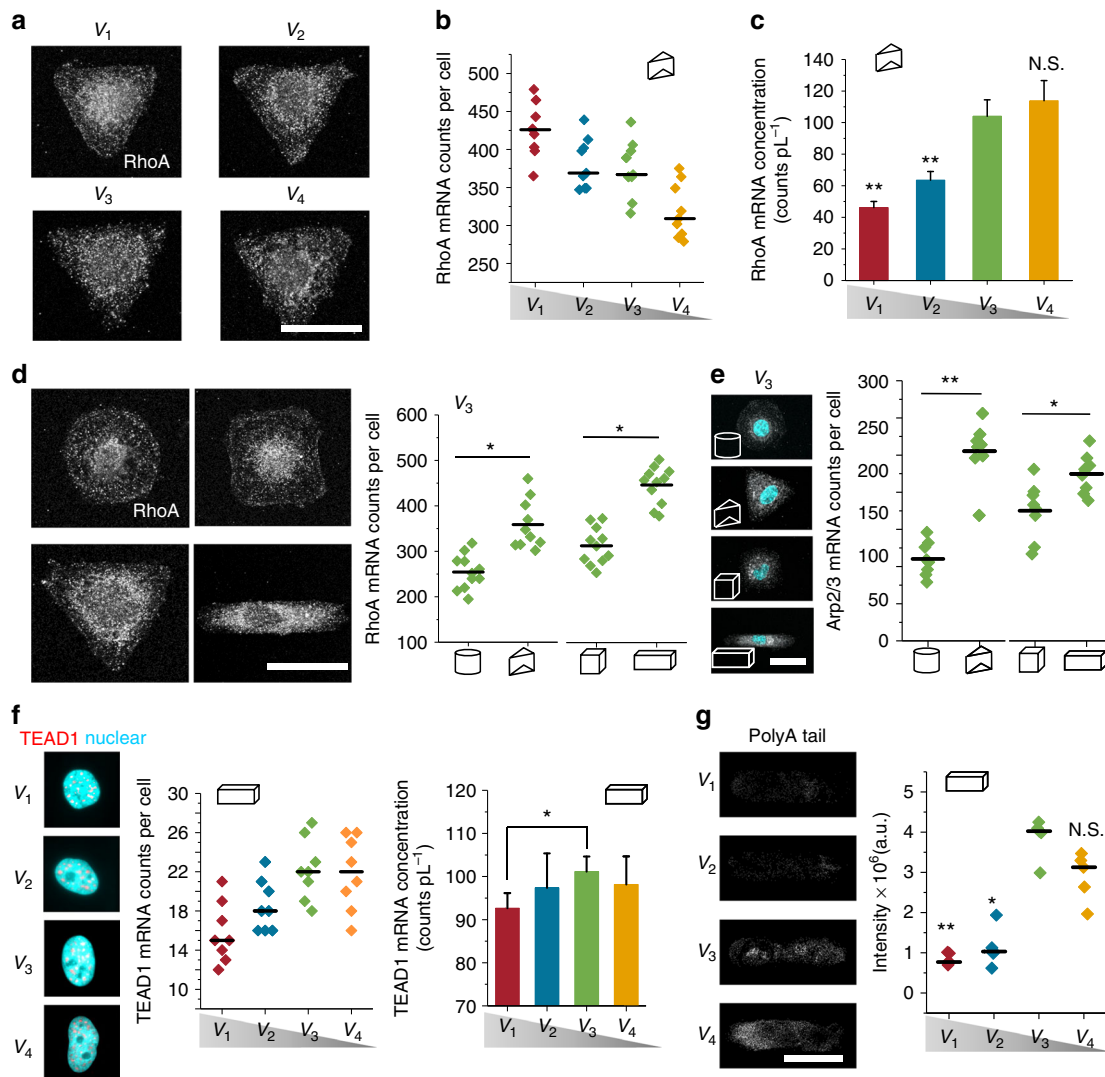 a
V1
V2
RhoA
V3
V4
b
RhoA mRNA counts per cell
500
450
400
350
300
250
V1 V2 V3 V4
c
RhoA mRNA concentration
(counts pL−1)
140
120
100
80
60
40
20
0
**
**
N.S.
V1 V2 V3 V4
d
RhoA
RhoA mRNA counts per cell
600
500
400
300
200
100
V3
*
*
e
V3
Arp2/3 mRNA counts per cell
300
250
200
150
100
150
50
0
**
*
f
TEAD1 nuclear
V1
V2
V3
V4
TEAD1 mRNA counts per cell
30
26
22
18
14
10
V1 V2 V3 V4
TEAD1 mRNA concentration
(counts pL−1)
120
110
100
90
80
70
*
V1 V2 V3 V4
g
PolyA tail
V1
V2
V3
V4
Intensity × 10⁶(a.u.)
5
4
3
2
1
0
**
*
N.S.
V1 V2 V3 V4